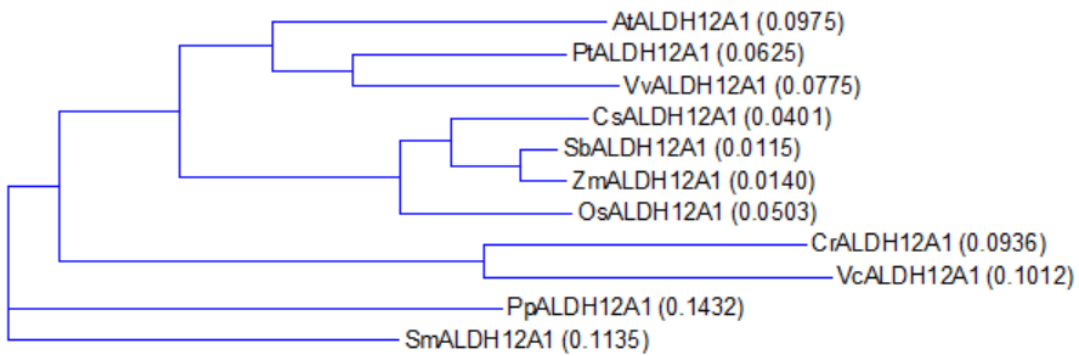 AtALDH12A1 (0.0975)
PtALDH12A1 (0.0625)
VvALDH12A1 (0.0775)
CsALDH12A1 (0.0401)
SbALDH12A1 (0.0115)
ZmALDH12A1 (0.0140)
OsALDH12A1 (0.0503)
CrALDH12A1 (0.0936)
VcALDH12A1 (0.1012)
PpALDH12A1 (0.1432)
SmALDH12A1 (0.1135)